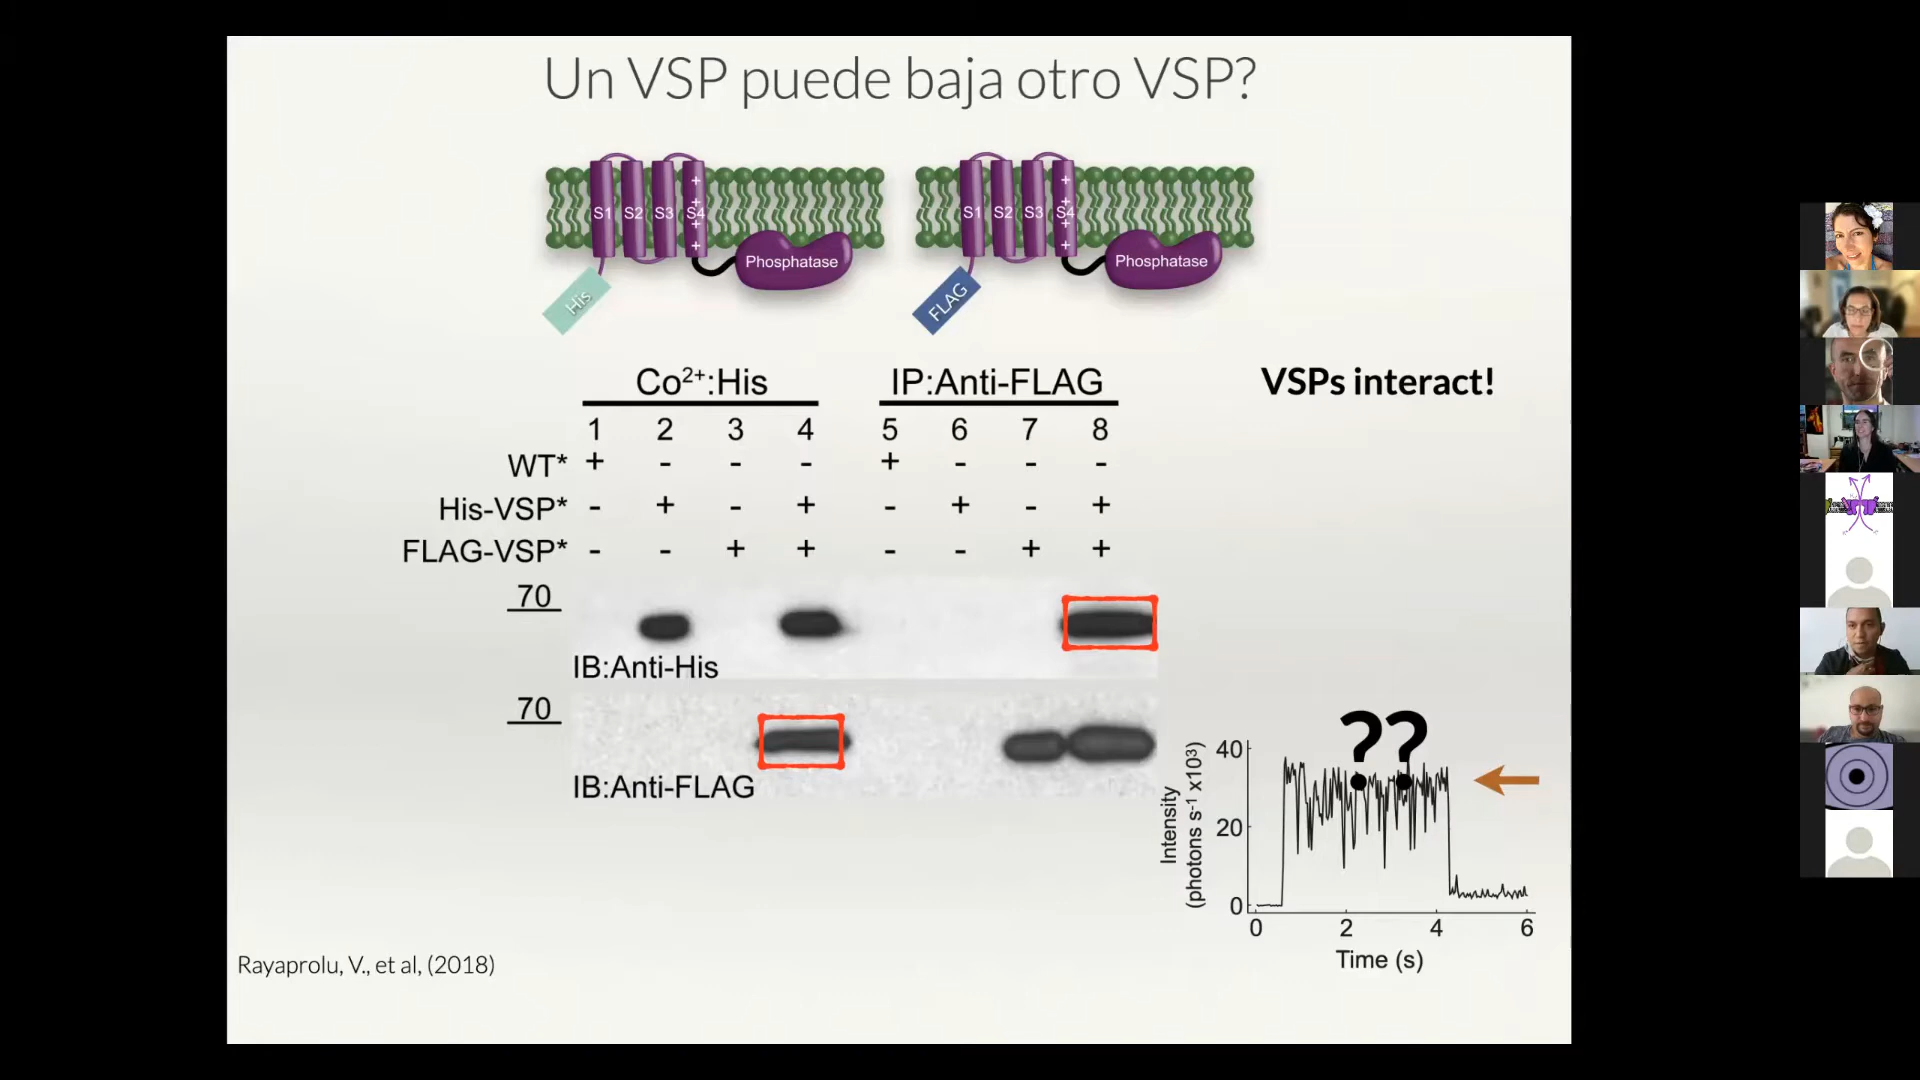 Un VSP puede baja otro VSP?
S1 S2 S3 S4 + + + + Phosphatase
His
S1 S2 S3 S4 + + + + Phosphatase
FLAG
Co2+:His IP:Anti-FLAG
VSPs interact!
1 2 3 4 5 6 7 8
WT* + - - - + - - -
His-VSP* - + - + - + - +
FLAG-VSP* - - + + - - + +
70
IB:Anti-His
70
IB:Anti-FLAG
??
Intensity
(photons s-1 x103)
40
20
0
0 2 4 6
Time (s)
Rayaprolu, V., et al, (2018)